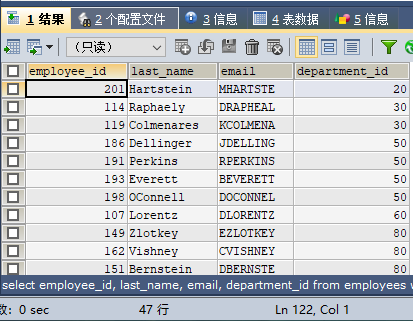 1 结果 2 个配置文件 3 信息 4 表数据 5 信息
(只读)
employee_id last_name email department_id
201 Hartstein MHARTSTE 20
114 Raphaely DRAPHEAL 30
119 Colmenares KCOLMENA 30
186 Dellinger JDELLING 50
191 Perkins RPERKINS 50
193 Everett BEVERETT 50
198 OConnell DOCONNEL 50
107 Lorentz DLORENTZ 60
149 Zlotkey EZLOTKEY 80
162 Vishney CVISHNEY 80
151 Bernstein DBERNSTE 80
select employee_id, last_name, email, department_id from employees w
数: 0 sec 47 行 Ln 122, Col 1